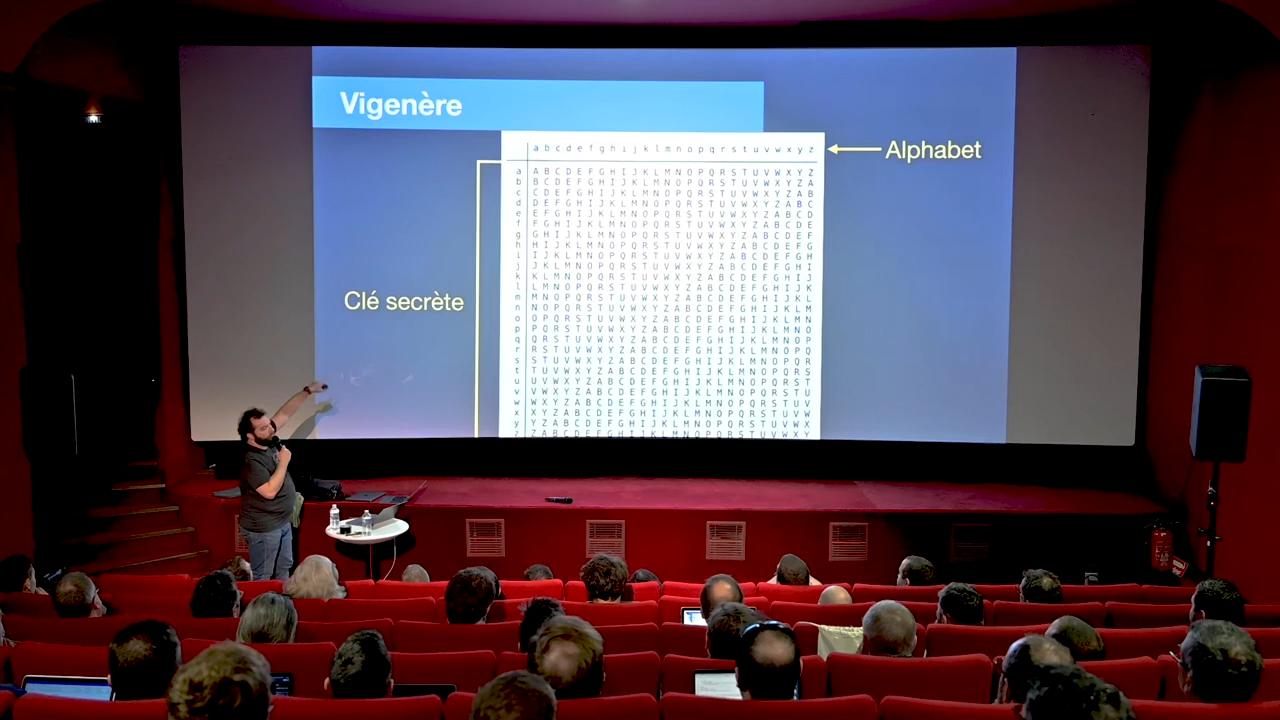 Vigenère
a b c d e f g h i j k l m n o p q r s t u v w x y z
Alphabet
a A B C D E F G H I J K L M N O P Q R S T U V W X Y Z
b B C D E F G H I J K L M N O P Q R S T U V W X Y Z A
c C D E F G H I J K L M N O P Q R S T U V W X Y Z A B
d D E F G H I J K L M N O P Q R S T U V W X Y Z A B C
e E F G H I J K L M N O P Q R S T U V W X Y Z A B C D
f F G H I J K L M N O P Q R S T U V W X Y Z A B C D E
g G H I J K L M N O P Q R S T U V W X Y Z A B C D E F
h H I J K L M N O P Q R S T U V W X Y Z A B C D E F G
i I J K L M N O P Q R S T U V W X Y Z A B C D E F G H
j J K L M N O P Q R S T U V W X Y Z A B C D E F G H I
k K L M N O P Q R S T U V W X Y Z A B C D E F G H I J
l L M N O P Q R S T U V W X Y Z A B C D E F G H I J K
m M N O P Q R S T U V W X Y Z A B C D E F G H I J K L
Clé secrète
n N O P Q R S T U V W X Y Z A B C D E F G H I J K L M
o O P Q R S T U V W X Y Z A B C D E F G H I J K L M N
p P Q R S T U V W X Y Z A B C D E F G H I J K L M N O
q Q R S T U V W X Y Z A B C D E F G H I J K L M N O P
r R S T U V W X Y Z A B C D E F G H I J K L M N O P Q
s S T U V W X Y Z A B C D E F G H I J K L M N O P Q R
t T U V W X Y Z A B C D E F G H I J K L M N O P Q R S
u U V W X Y Z A B C D E F G H I J K L M N O P Q R S T
v V W X Y Z A B C D E F G H I J K L M N O P Q R S T U
w W X Y Z A B C D E F G H I J K L M N O P Q R S T U V
x X Y Z A B C D E F G H I J K L M N O P Q R S T U V W
y Y Z A B C D E F G H I J K L M N O P Q R S T U V W X
z Z A B C D E F G H I J K L M N O P Q R S T U V W X Y